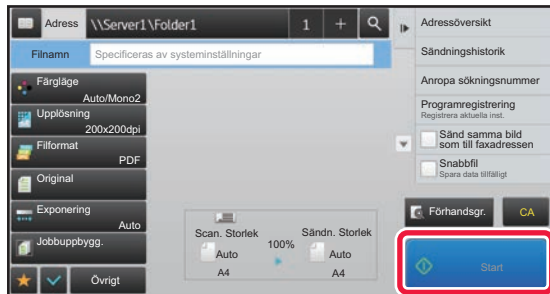 Adress
\\Server1\Folder1
1
+
Filnamn
Specificeras av systeminställningar
Färgläge
Auto/Mono2
Upplösning
200x200dpi
Filformat
PDF
Original
Exponering
Auto
Jobbuppbygg.
Övrigt
Scan. Storlek
Auto
A4
100%
Sändn. Storlek
Auto
A4
Adressöversikt
Sändningshistorik
Anropa sökningsnummer
Programregistrering
Registrera aktuella inst.
Sänd samma bild
som till faxadressen
Snabbfil
Spara data tillfälligt
Förhandsgr.
CA
Start